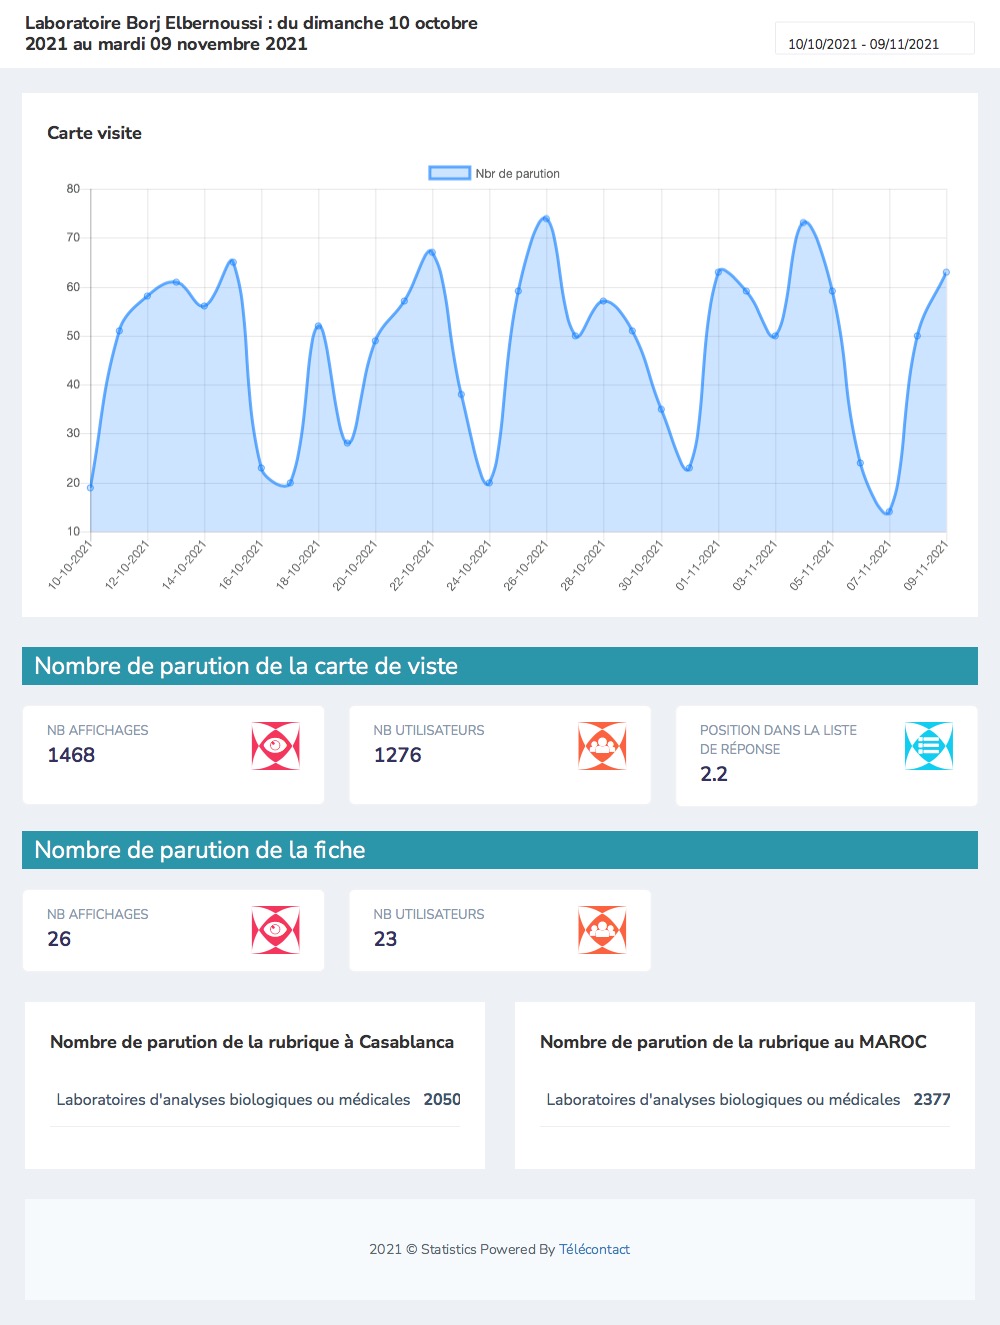 Laboratoire Borj Elbernoussi : du dimanche 10 octobre
2021 au mardi 09 novembre 2021
10/10/2021 - 09/11/2021
Carte visite
Nbr de parution
80
70
60
50
40
30
20
10
10-10-2021
12-10-2021
14-10-2021
16-10-2021
18-10-2021
20-10-2021
22-10-2021
24-10-2021
26-10-2021
28-10-2021
30-10-2021
01-11-2021
03-11-2021
05-11-2021
07-11-2021
09-11-2021
Nombre de parution de la carte de viste
NB AFFICHAGES
1468
NB UTILISATEURS
1276
POSITION DANS LA LISTE
DE RÉPONSE
2.2
Nombre de parution de la fiche
NB AFFICHAGES
26
NB UTILISATEURS
23
Nombre de parution de la rubrique à Casablanca
Laboratoires d'analyses biologiques ou médicales 2050
Nombre de parution de la rubrique au MAROC
Laboratoires d'analyses biologiques ou médicales 2377
2021 © Statistics Powered By Télécontact